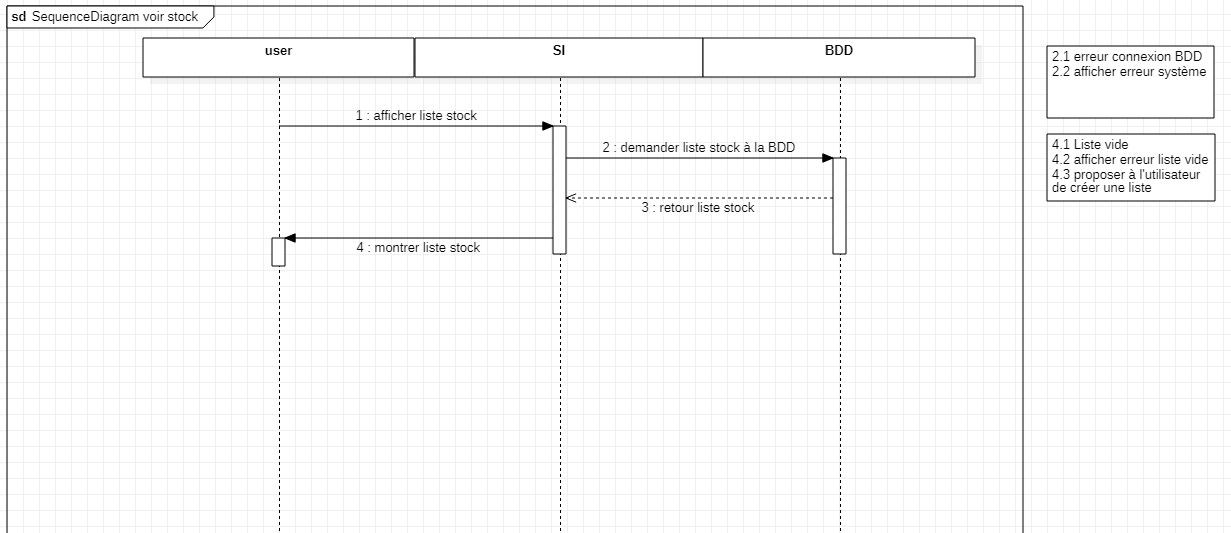 sd SequenceDiagram voir stock
user
SI
BDD
1 : afficher liste stock
2 : demander liste stock à la BDD
3 : retour liste stock
4 : montrer liste stock
2.1 erreur connexion BDD
2.2 afficher erreur système
4.1 Liste vide
4.2 afficher erreur liste vide
4.3 proposer à l'utilisateur
de créer une liste